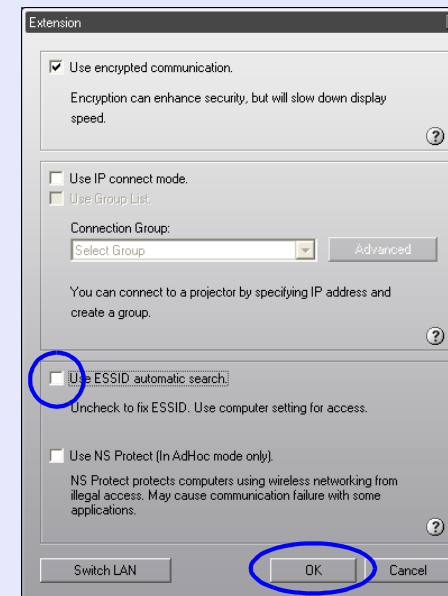 Extension
Use encrypted communication.
Encryption can enhance security, but will slow down display
speed.
?
Use IP connect mode.
Use Group List.
Connection Group:
Select Group
Advanced
You can connect to a projector by specifying IP address and
create a group.
?
Use ESSID automatic search.
Uncheck to fix ESSID. Use computer setting for access.
Use NS Protect (In AdHoc mode only).
NS Protect protects computers using wireless networking from
illegal access. May cause communication failure with some
applications.
?
Switch LAN
OK
Cancel